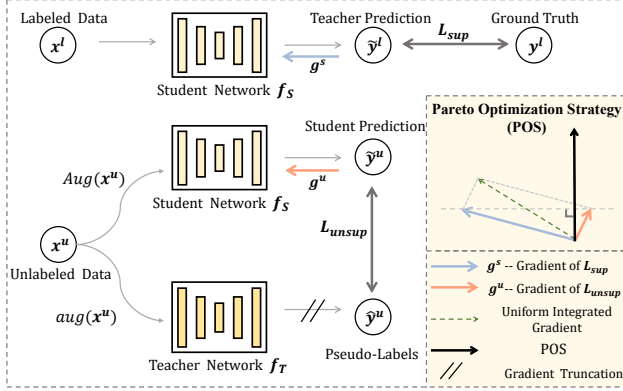 Labeled Data
Teacher Prediction
Ground Truth
x^l
ỹ^l
L_sup
y^l
g^s
Student Network f_S
Student Prediction
Aug(x^u)
ỹ^u
g^u
Student Network f_S
x^u
Unlabeled Data
L_unsup
aug(x^u)
ỹ^u
Teacher Network f_T
Pseudo-Labels
Pareto Optimization Strategy
(POS)
g^s -- Gradient of L_sup
g^u -- Gradient of L_unsup
Uniform Integrated
Gradient
POS
Gradient Truncation